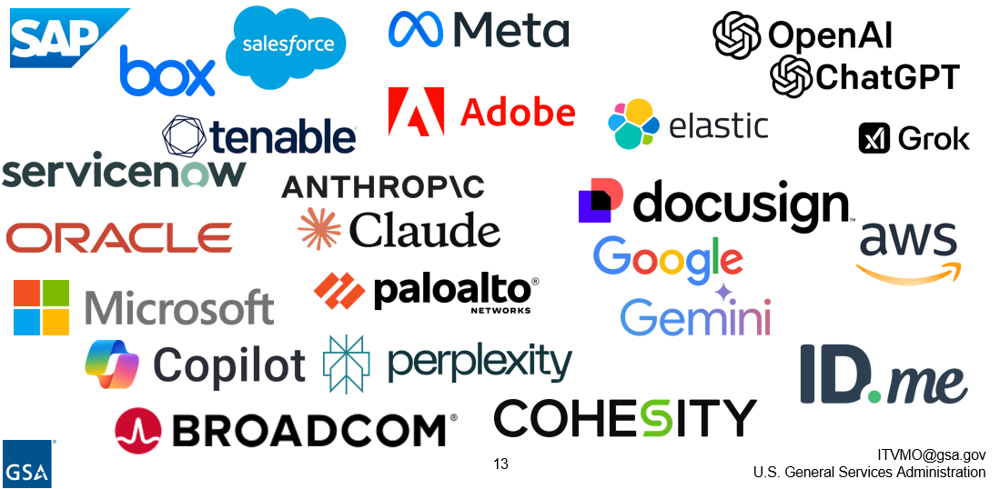 SAP
salesforce
Meta
OpenAI
ChatGPT
box
Adobe
elastic
Grok
tenable
servicenow
ANTHROP\C
Claude
docusign™
ORACLE
aws
Google
Gemini
Microsoft
paloalto®
NETWORKS
Copilot
perplexity
ID.me
BROADCOM®
COHESITY
GSA
13
ITVMO@gsa.gov
U.S. General Services Administration